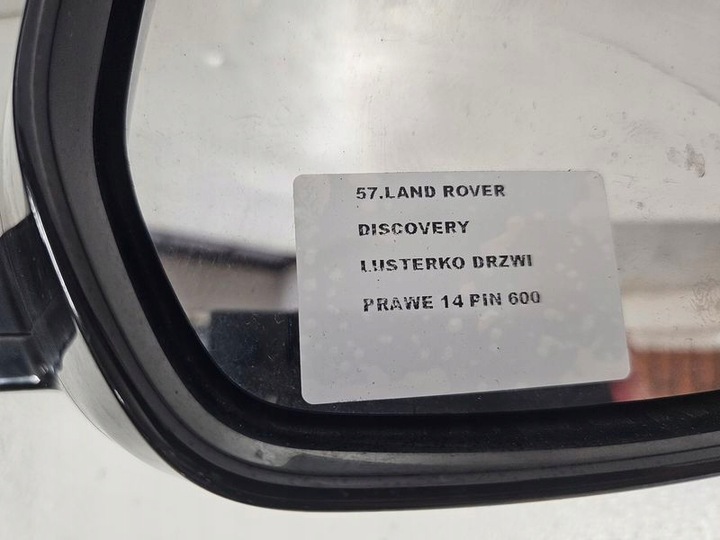 57.LAND ROVER
DISCOVERY
LUSTERKO DRZWI
PRAWE 14 PIN 600